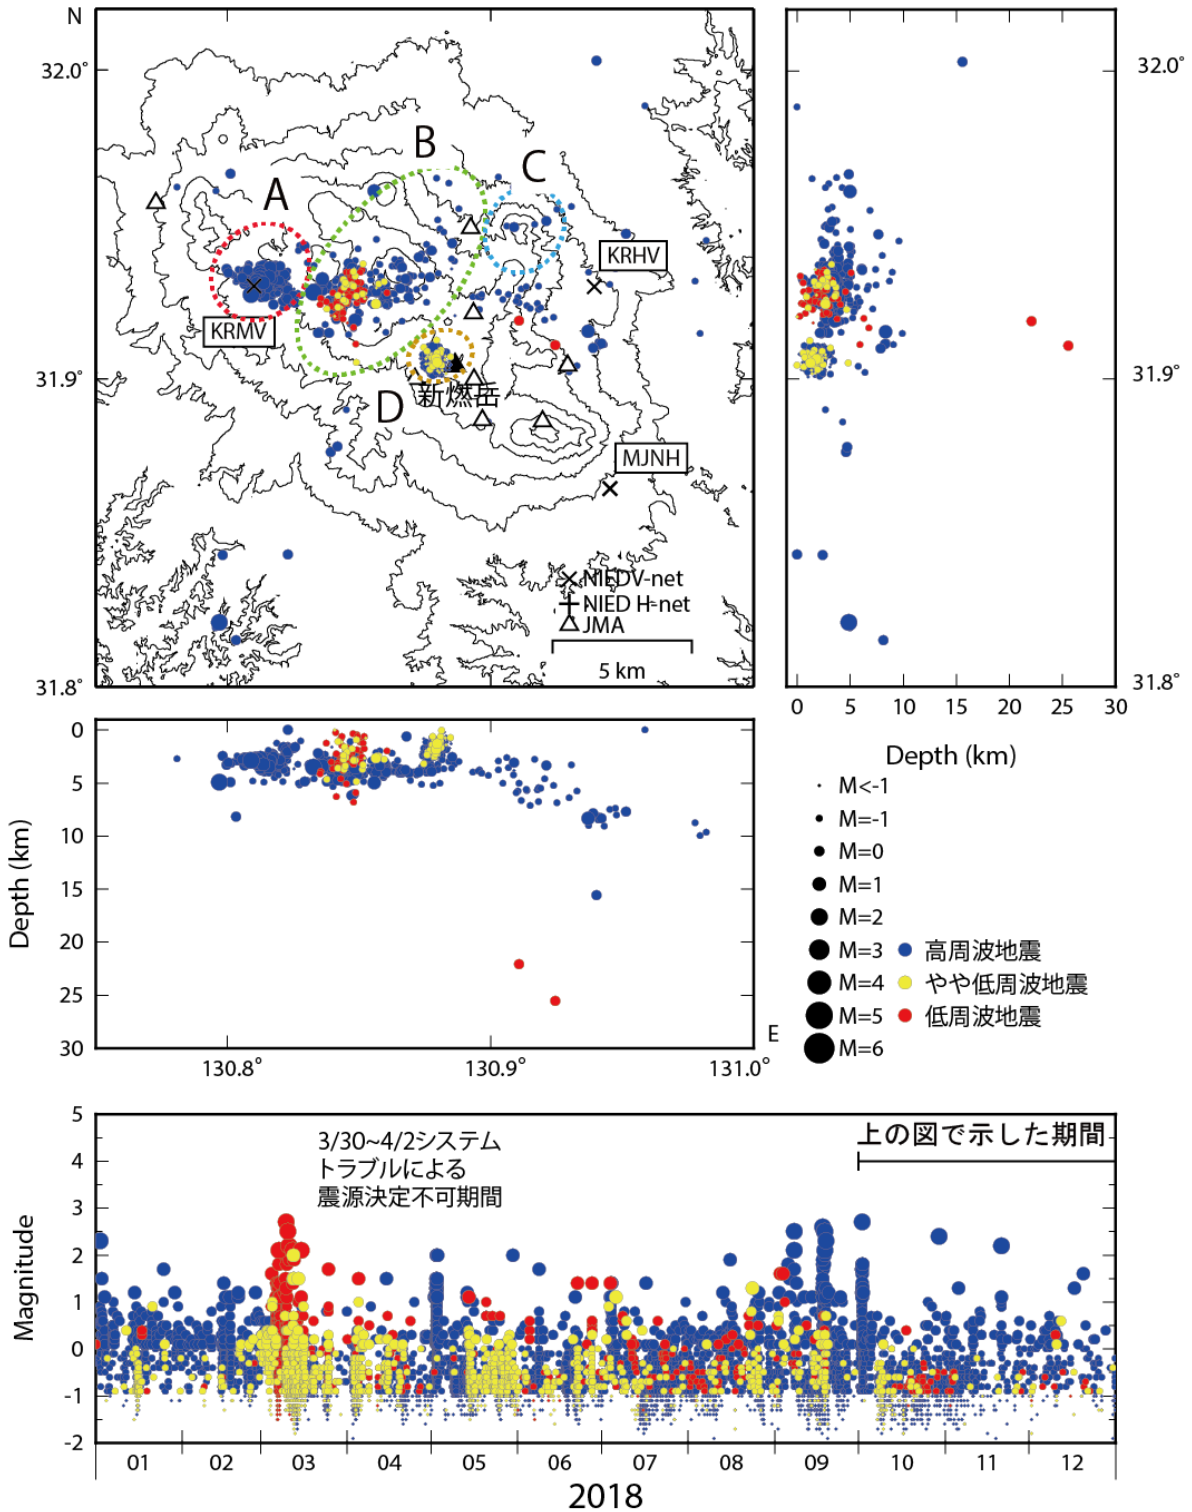 N
32.0°
A
B
C
KRHV
KRMV
31.9°
D
新燃岳
MJNH
NIEDV-net
NIED H-net
JMA
5 km
31.8°
32.0°
31.9°
31.8°
0 5 10 15 20 25 30
Depth (km)
0
5
10
15
20
25
30
Depth (km)
130.8° 130.9° 131.0°
E
M<-1
M=-1
M=0
M=1
M=2
M=3 高周波地震
M=4 やや低周波地震
M=5 低周波地震
M=6
5
4
3
2
1
0
-1
-2
Magnitude
3/30~4/2システム
トラブルによる
震源決定不可期間
上の図で示した期間
01 02 03 04 05 06 07 08 09 10 11 12
2018